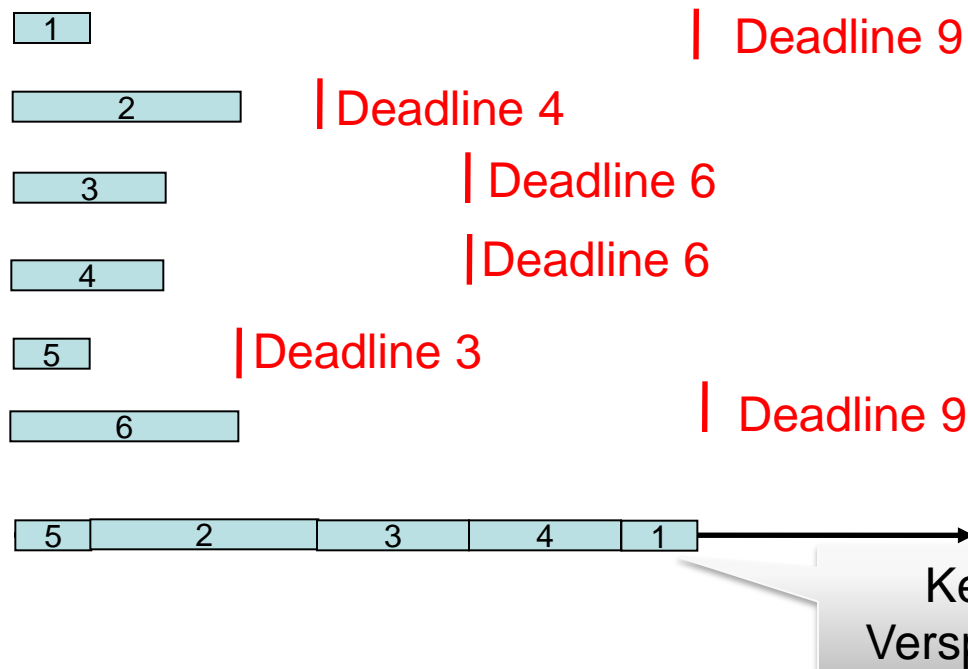 1
Deadline 9
2
Deadline 4
3
Deadline 6
4
Deadline 6
5
Deadline 3
6
Deadline 9
5 2 3 4 1